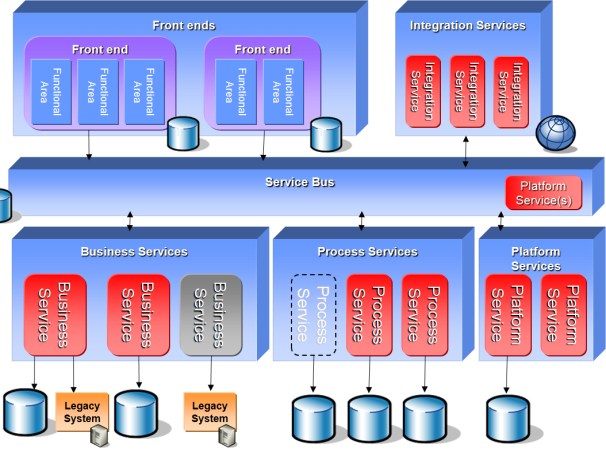 Front ends
Integration Services
Front end
Front end
Functional
Area
Functional
Area
Functional
Area
Functional
Area
Functional
Area
Integration.
Service
Integration.
Service
Integration.
Service
Service Bus
Platform
Service(s)
Business Services
Process Services
Platform
Services
Business
Service
Business
Service
Business
Service
Process
Service
Process
Service
Process
Service
Platform
Service
Platform
Service
Legacy
System
Legacy
System